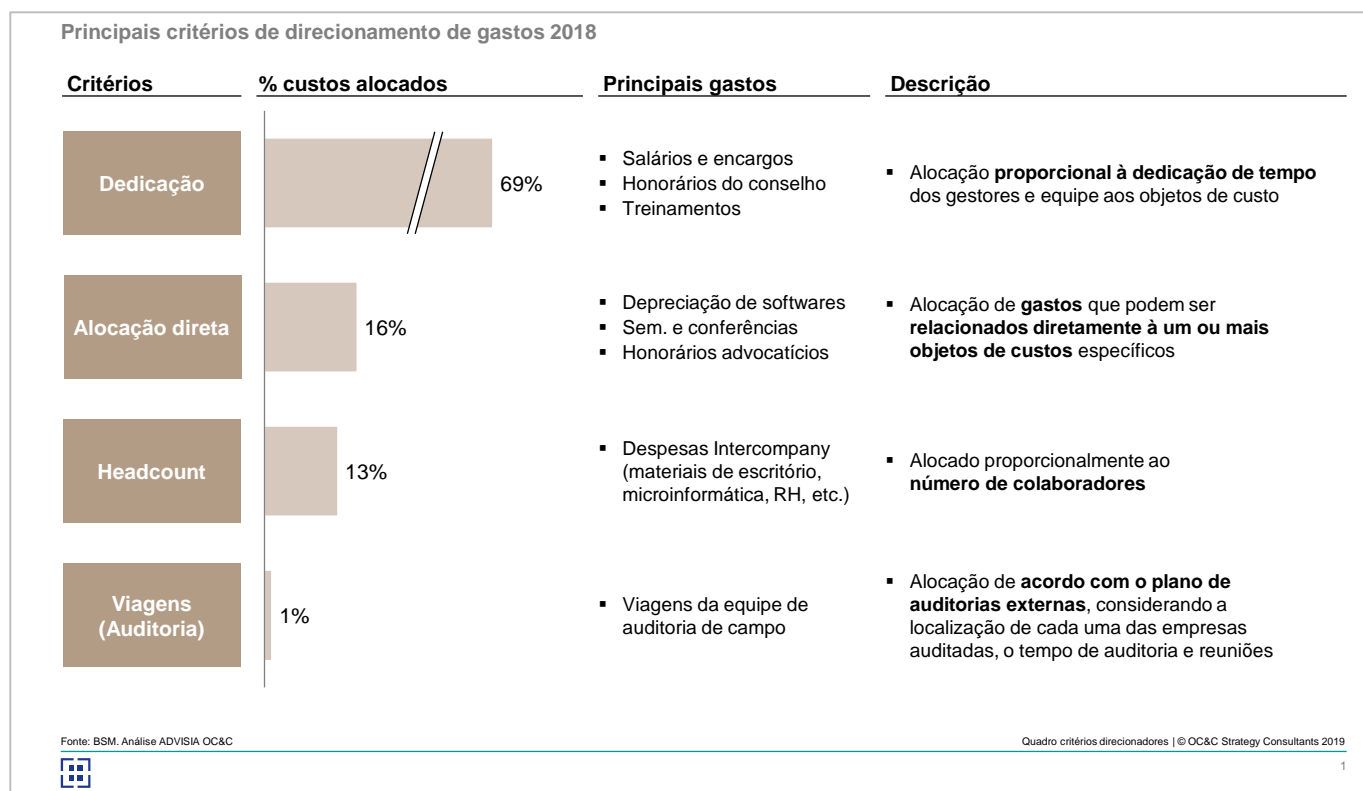 Principais critérios de direcionamento de gastos 2018
Critérios
% custos alocados
Principais gastos
Descrição
Dedicação
69%
▪ Salários e encargos
▪ Honorários do conselho
▪ Treinamentos
▪ Alocação proporcional à dedicação de tempo
dos gestores e equipe aos objetos de custo
Alocação direta
16%
▪ Depreciação de softwares
▪ Sem. e conferências
▪ Honorários advocatícios
▪ Alocação de gastos que podem ser
relacionados diretamente à um ou mais
objetos de custos específicos
Headcount
13%
▪ Despesas Intercompany
(materiais de escritório,
microinformática, RH, etc.)
▪ Alocado proporcionalmente ao
número de colaboradores
Viagens
(Auditoria)
1%
▪ Viagens da equipe de
auditoria de campo
▪ Alocação de acordo com o plano de
auditorias externas, considerando a
localização de cada uma das empresas
auditadas, o tempo de auditoria e reuniões
Fonte: BSM. Análise ADVISIA OC&C
Quadro critérios direcionadores | © OC&C Strategy Consultants 2019
1